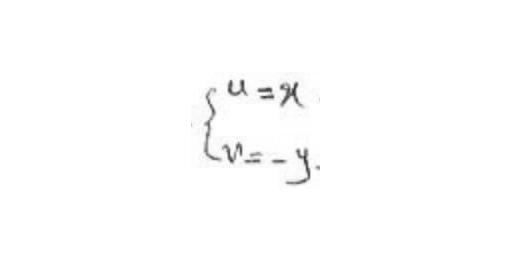 u = x
v = - y.